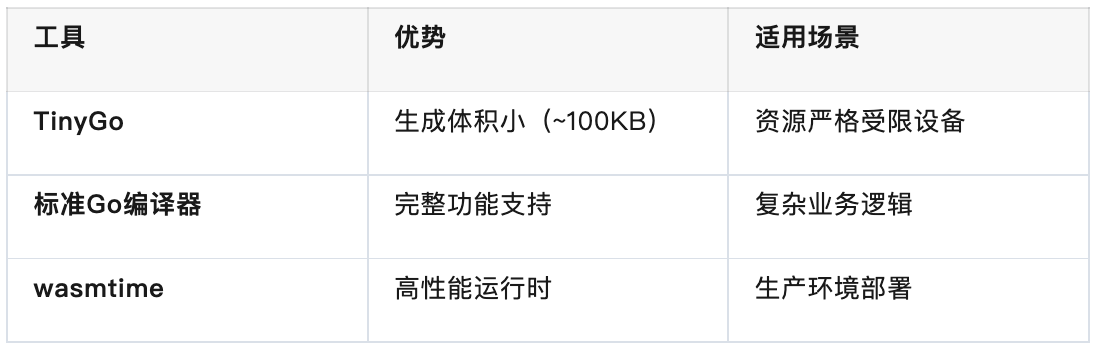 工具 优势 适用场景
TinyGo 生成体积小（~100KB） 资源严格受限设备
标准Go编译器 完整功能支持 复杂业务逻辑
wasmtime 高性能运行时 生产环境部署